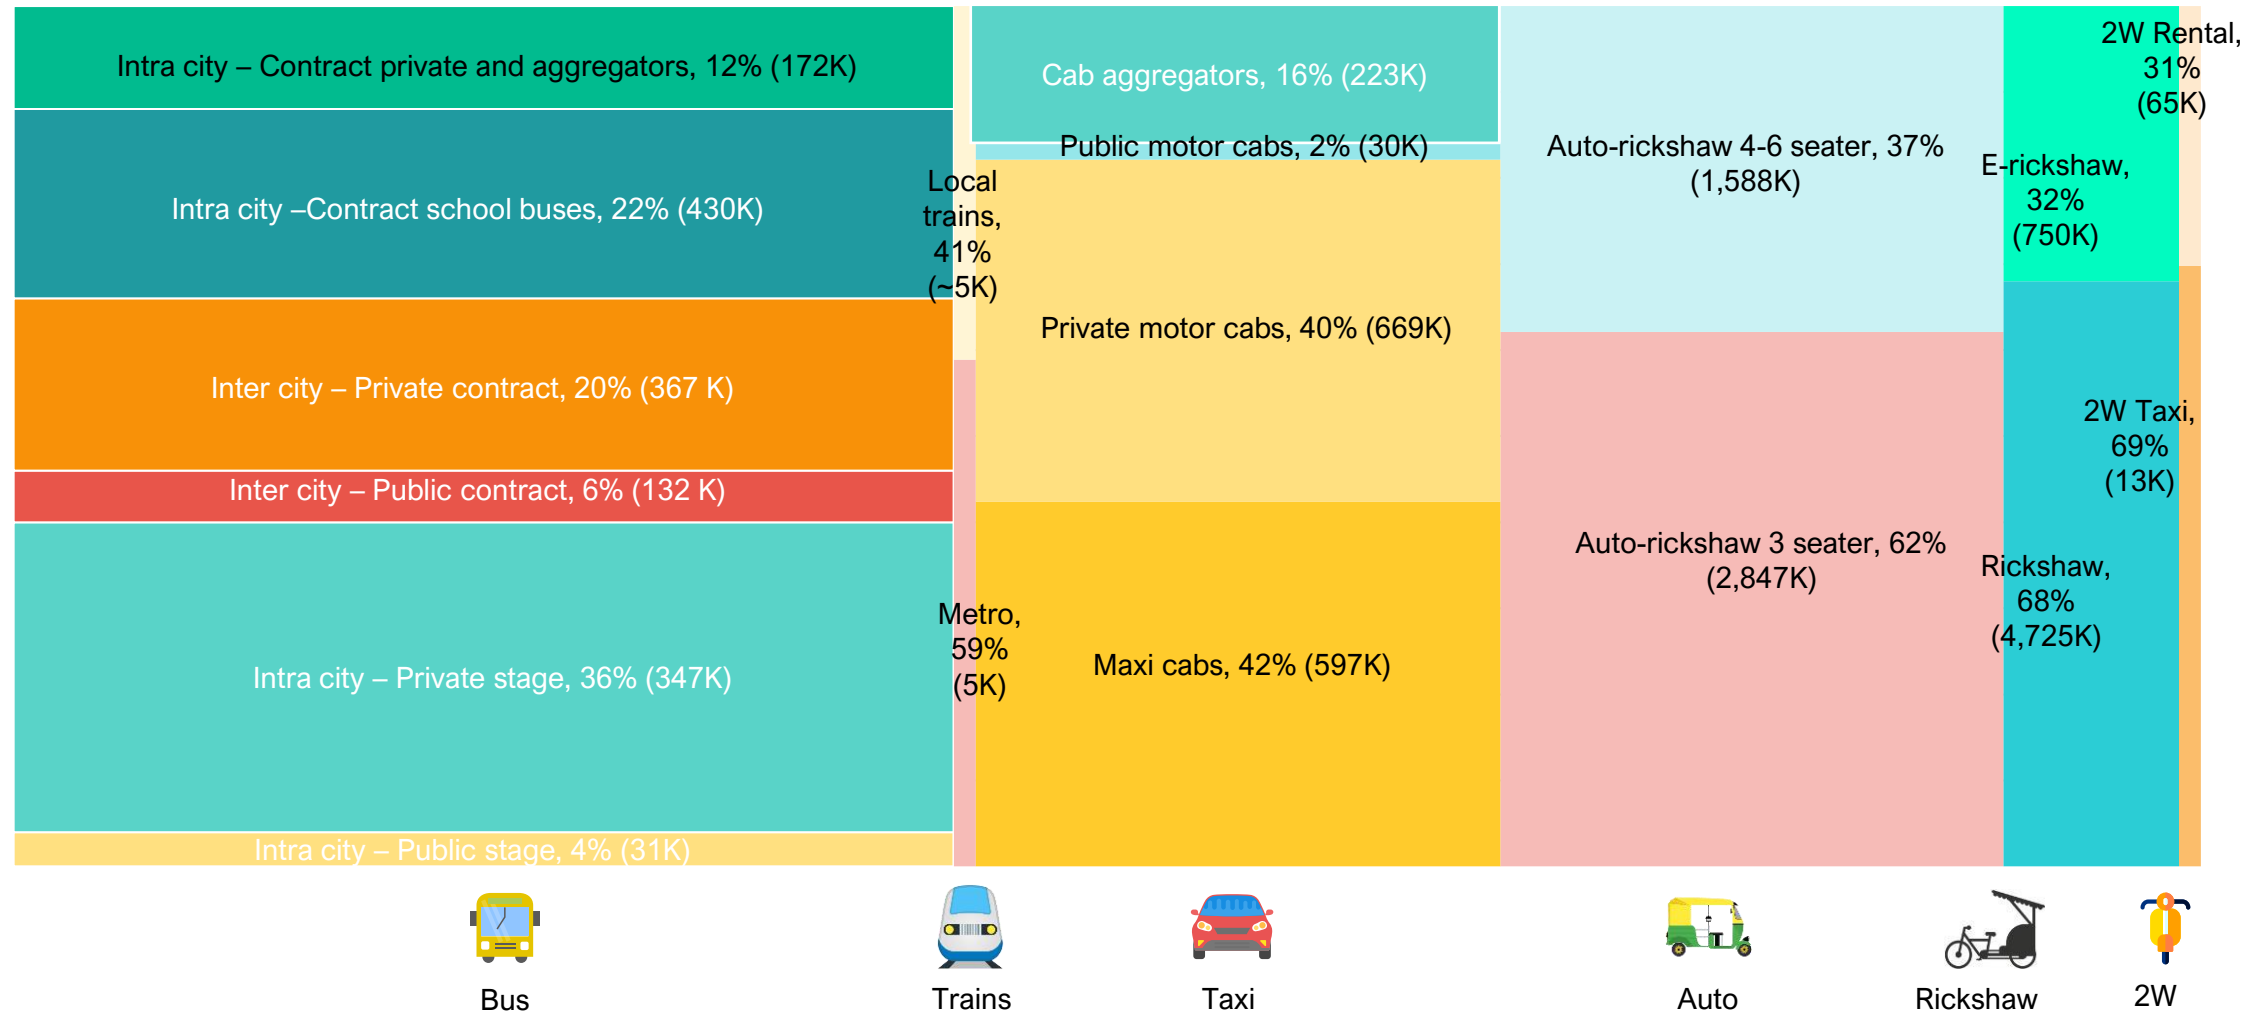 Intra city – Contract private and aggregators, 12% (172K)
Intra city –Contract school buses, 22% (430K)
Inter city – Private contract, 20% (367 K)
Inter city – Public contract, 6% (132 K)
Intra city – Private stage, 36% (347K)
Intra city – Public stage, 4% (31K)
Local
trains,
41%
(~5K)
Metro,
59%
(5K)
Cab aggregators, 16% (223K)
Public motor cabs, 2% (30K)
Private motor cabs, 40% (669K)
Maxi cabs, 42% (597K)
Auto-rickshaw 4-6 seater, 37%
(1,588K)
Auto-rickshaw 3 seater, 62%
(2,847K)
E-rickshaw,
32%
(750K)
Rickshaw,
68%
(4,725K)
2W Rental,
31%
(65K)
2W Taxi,
69%
(13K)
Bus
Trains
Taxi
Auto
Rickshaw
2W